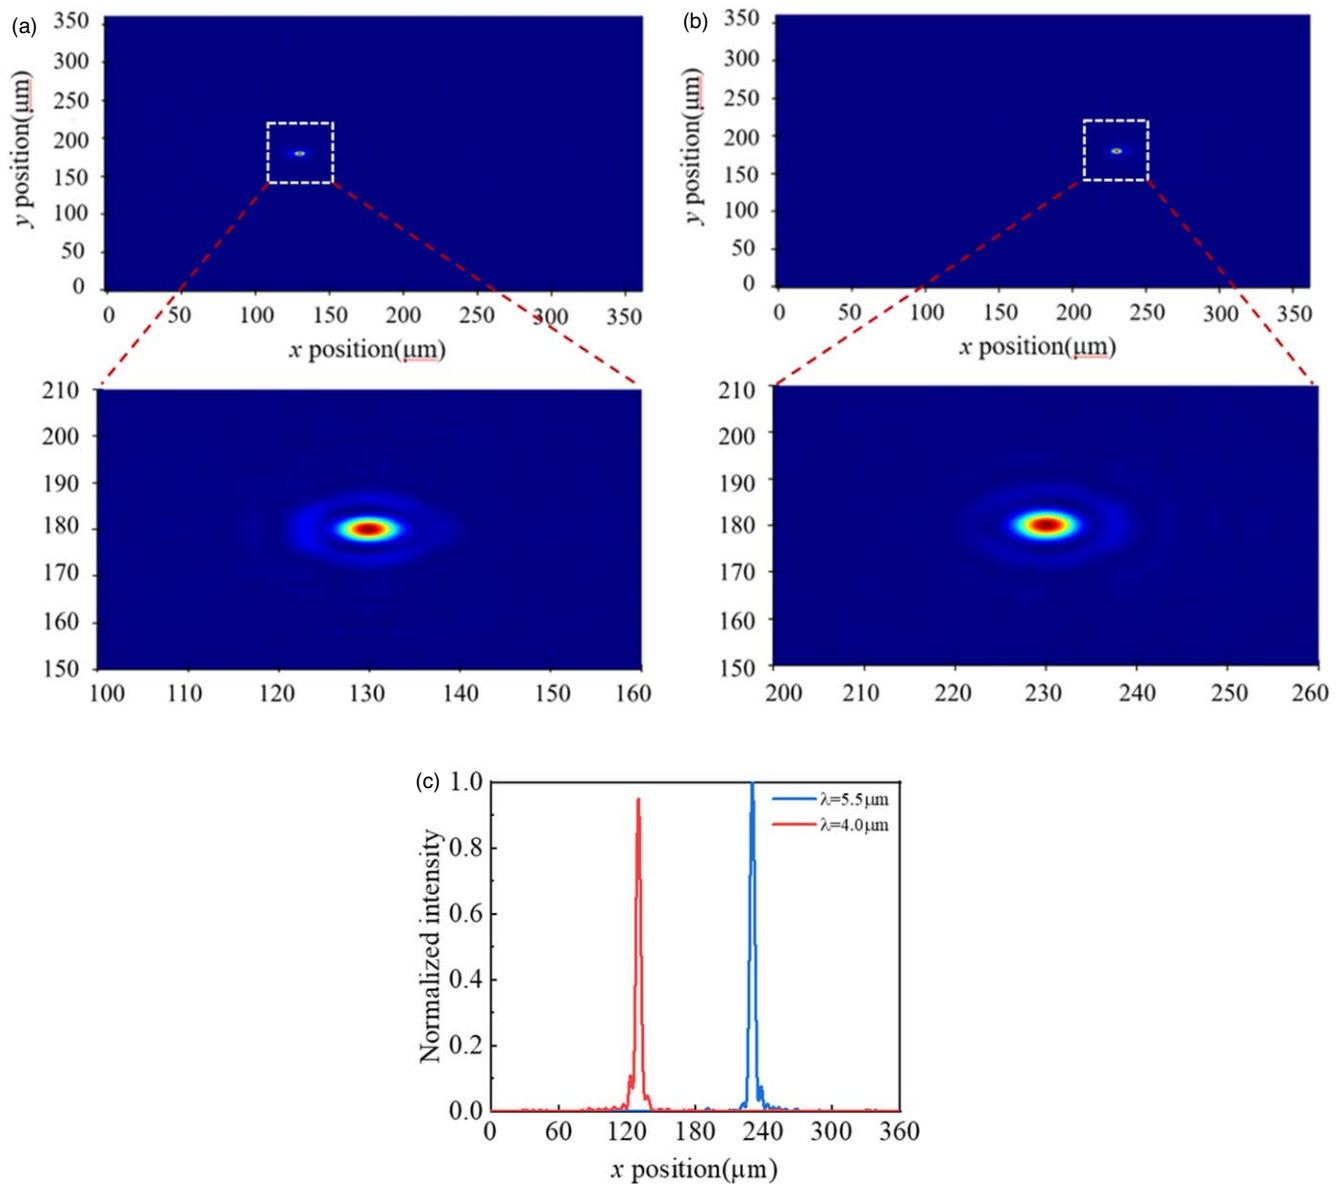 (a)
350
300
250
200
150
100
50
0
y position(μm)
0 50 100 150 200 250 300 350
x position(μm)
210
200
190
180
170
160
150
100 110 120 130 140 150 160
(b)
350
300
250
200
150
100
50
0
y position(μm)
0 50 100 150 200 250 300 350
x position(μm)
210
200
190
180
170
160
150
200 210 220 230 240 250 260
(c)
1.0
0.8
0.6
0.4
0.2
0.0
Normalized intensity
λ=5.5μm
λ=4.0μm
0 60 120 180 240 300 360
x position(μm)